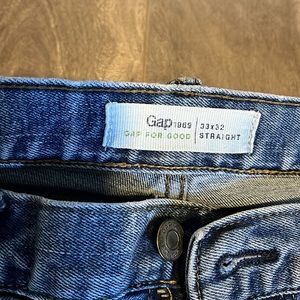 Gap 1969 | 33x32
GAP FOR GOOD | STRAIGHT